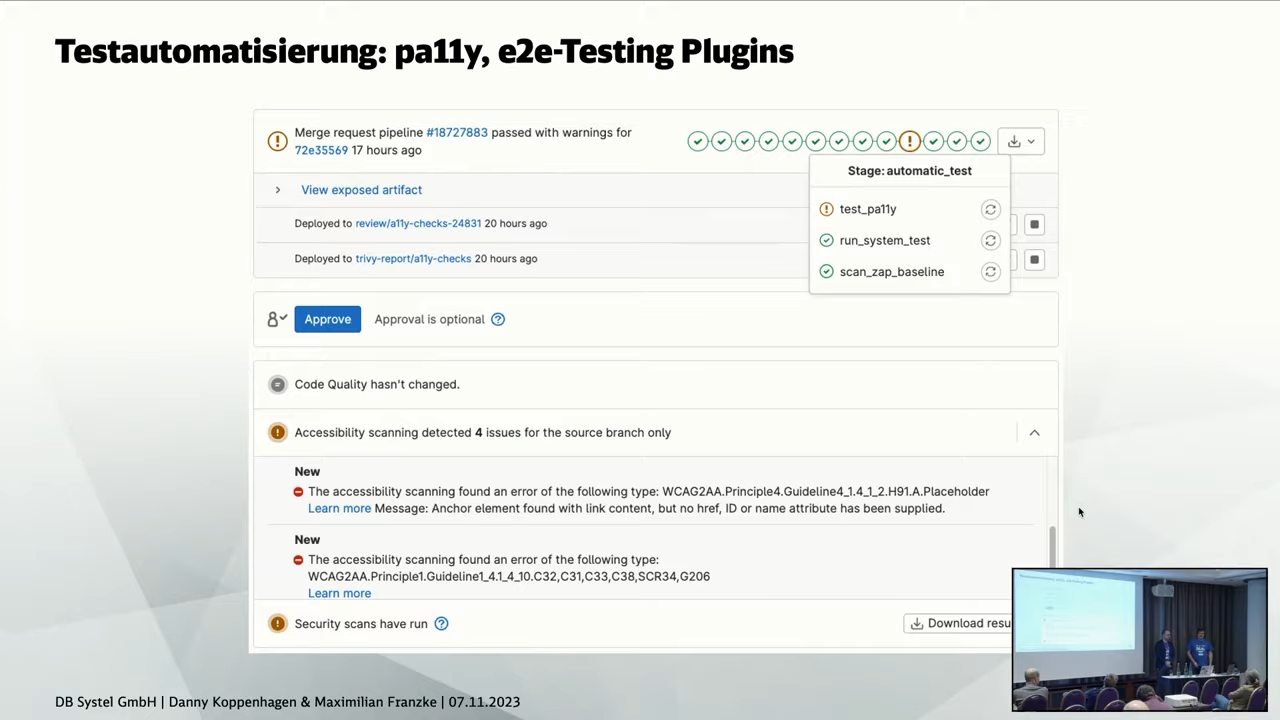 Testautomatisierung: pa11y, e2e-Testing Plugins
Merge request pipeline #18727883 passed with warnings for
72e35569 17 hours ago
View exposed artifact
Deployed to review/a11y-checks-24831 20 hours ago
Deployed to trivy-report/a11y-checks 20 hours ago
Stage: automatic_test
test_pa11y
run_system_test
scan_zap_baseline
Approve Approval is optional
Code Quality hasn't changed.
Accessibility scanning detected 4 issues for the source branch only
New
The accessibility scanning found an error of the following type: WCAG2AA.Principle4.Guideline4_1.4_1_2.H91.A.Placeholder
Learn more Message: Anchor element found with link content, but no href, ID or name attribute has been supplied.
New
The accessibility scanning found an error of the following type:
WCAG2AA.Principle1.Guideline1_4.1_4_10.C32,C31,C33,C38,SCR34,G206
Learn more
Security scans have run
Download resu
DB Systel GmbH | Danny Koppenhagen & Maximilian Franzke | 07.11.2023